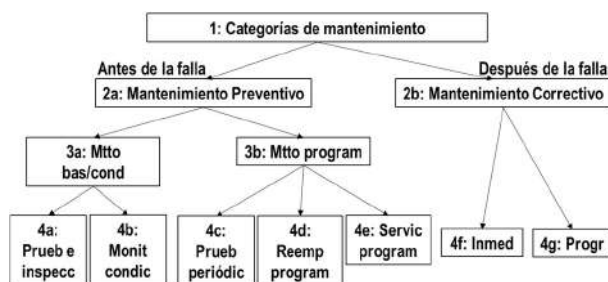 1: Categorías de mantenimiento
Antes de la falla
Después de la falla
2a: Mantenimiento Preventivo
2b: Mantenimiento Correctivo
3a: Mtto
bas/cond
3b: Mtto program
4a:
Prueb e
inspecc
4b:
Monit
condic
4c:
Prueb
periódic
4d:
Reemp
program
4e: Servic
program
4f: Inmed
4g: Progr